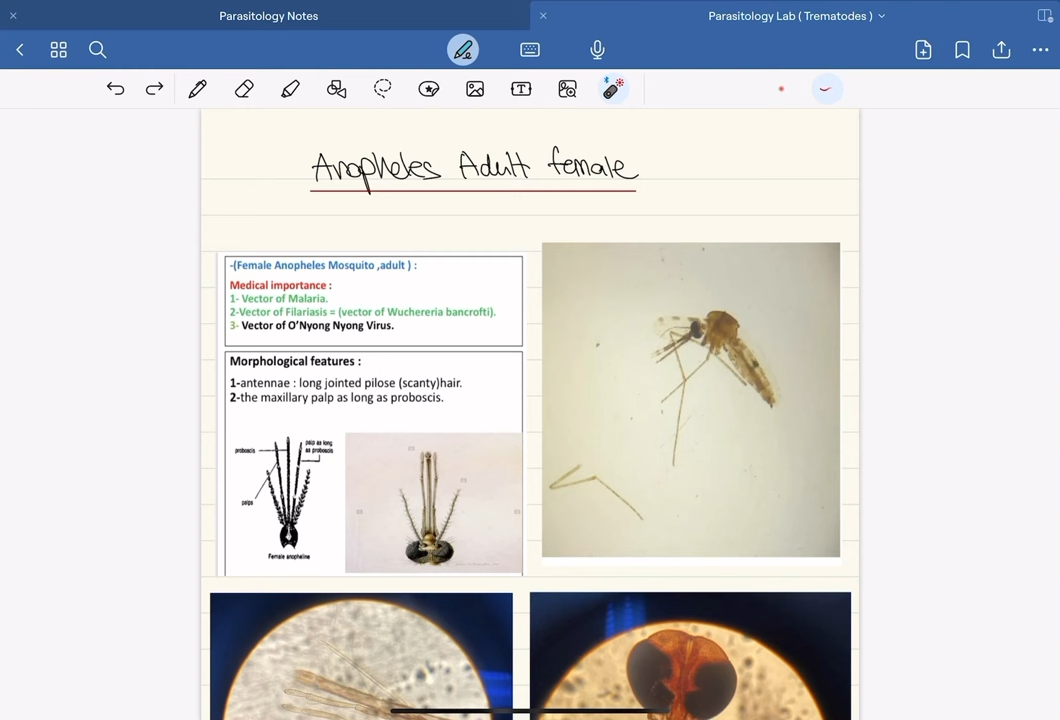 Parasitology Notes
Parasitology Lab ( Trematodes )
Anopheles Adult female
-(Female Anopheles Mosquito ,adult ) :
Medical importance :
1- Vector of Malaria.
2-Vector of Filariasis = (vector of Wuchereria bancrofti).
3- Vector of O’Nyong Nyong Virus.
Morphological features :
1-antennae : long jointed pilose (scanty)hair.
2-the maxillary palp as long as proboscis.
proboscis
palp as long
as proboscis
palps
Female anopheline